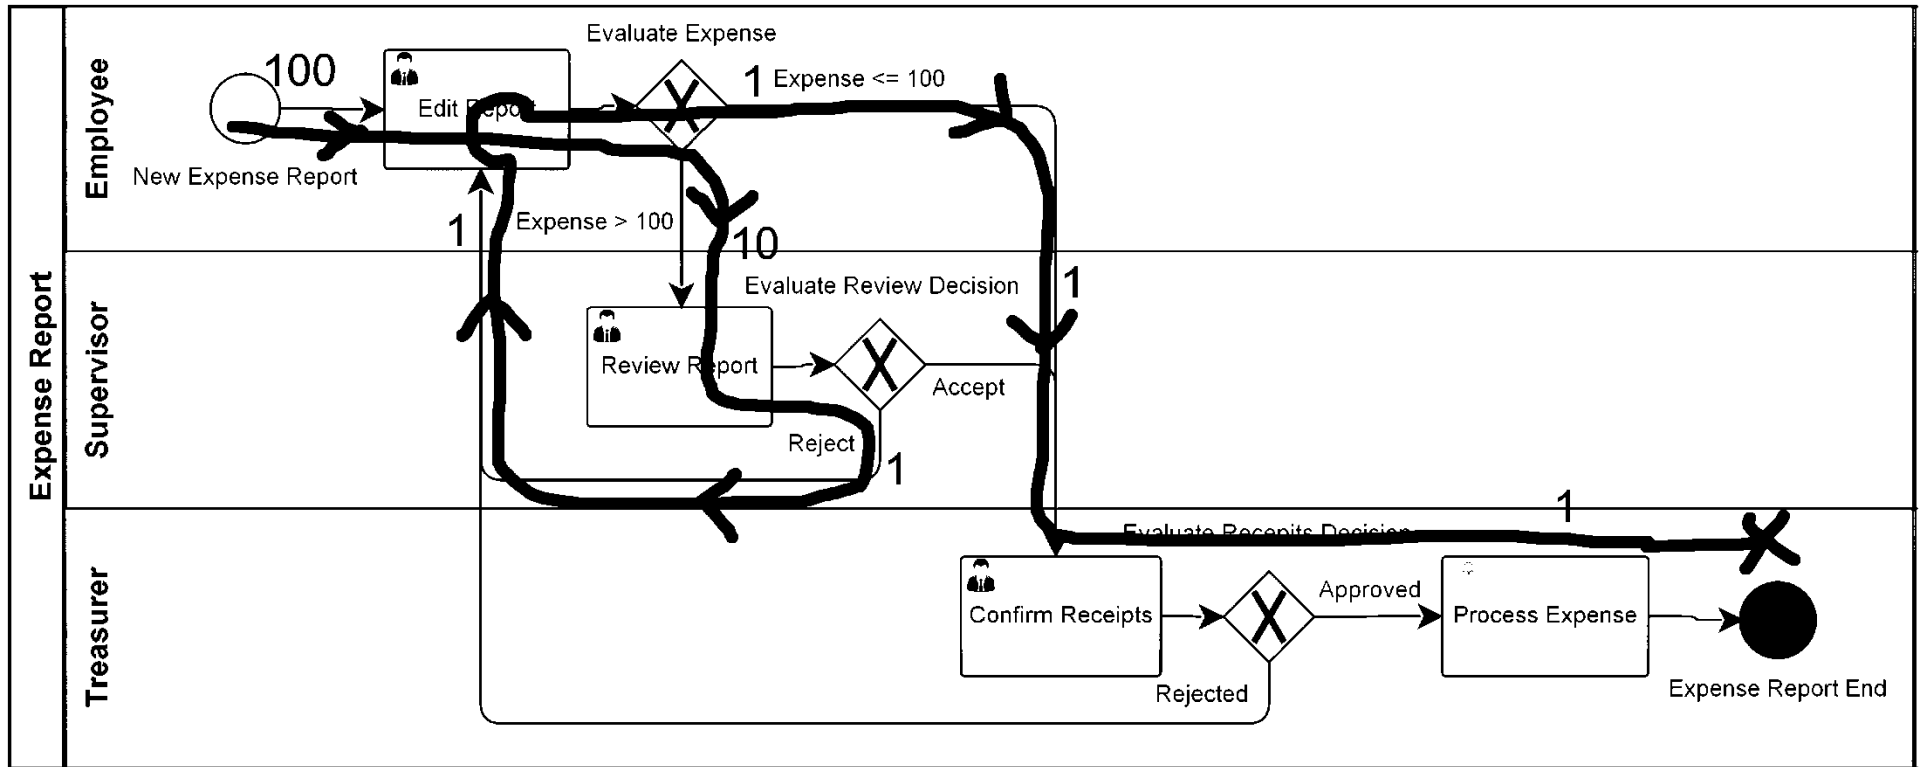 Expense Report
Employee
Supervisor
Treasurer
Evaluate Expense
100
1
Expense <= 100
Edit Report
New Expense Report
1
Expense > 100
10
Evaluate Review Decision
1
Review Report
Accept
Reject
1
1
Evaluate Recepits Decision
Confirm Receipts
Approved
Process Expense
Rejected
Expense Report End